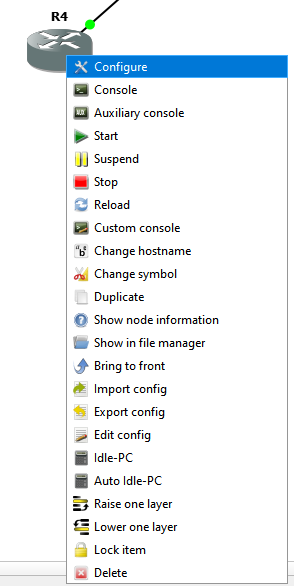 R4
Configure
Console
AUX Auxiliary console
Start
Suspend
Stop
Reload
Custom console
Change hostname
Change symbol
Duplicate
Show node information
Show in file manager
Bring to front
Import config
Export config
Edit config
Idle-PC
Auto Idle-PC
Raise one layer
Lower one layer
Lock item
Delete